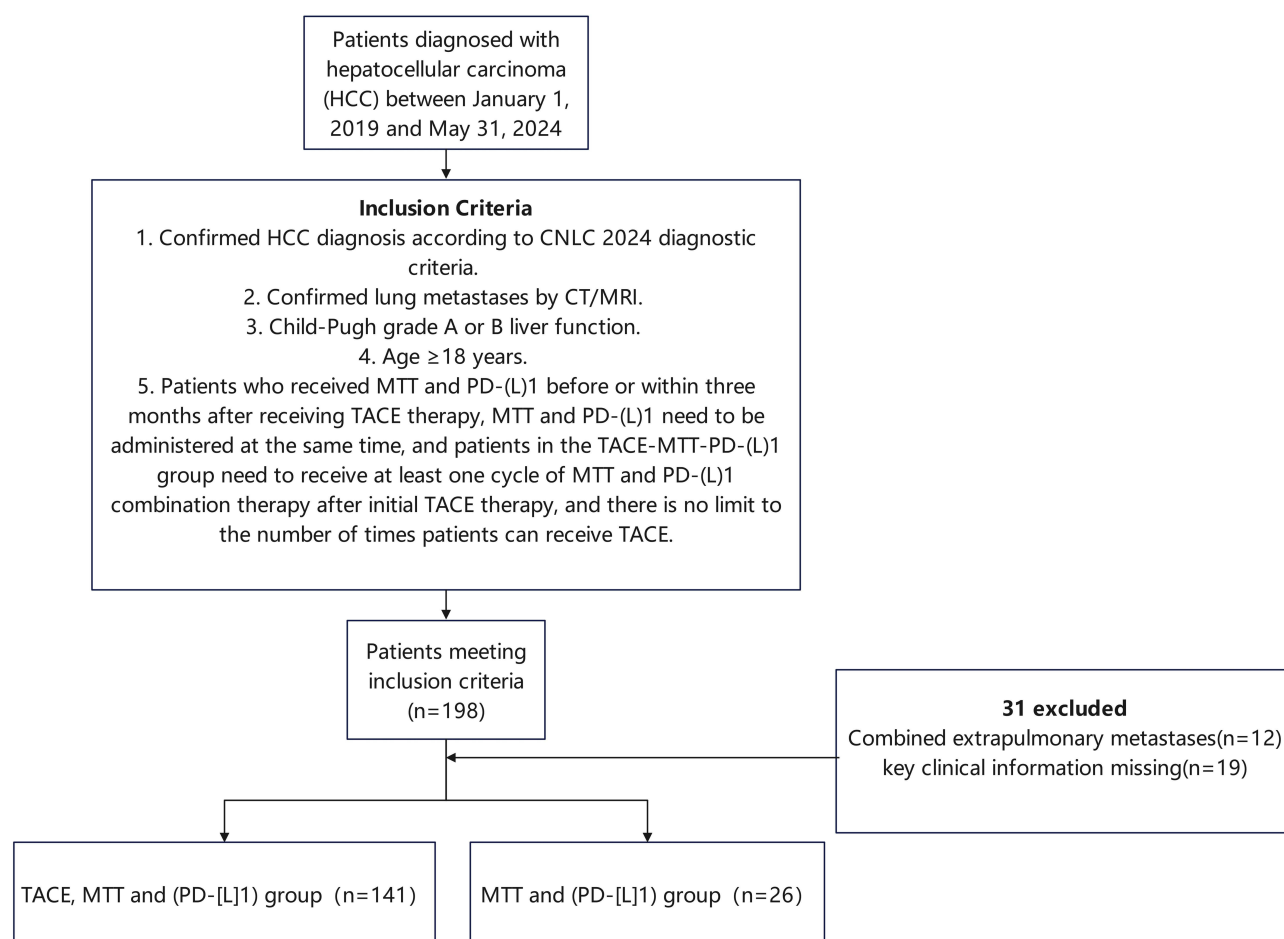 Patients diagnosed with
hepatocellular carcinoma
(HCC) between January 1,
2019 and May 31, 2024
Inclusion Criteria
1. Confirmed HCC diagnosis according to CNLC 2024 diagnostic
criteria.
2. Confirmed lung metastases by CT/MRI.
3. Child-Pugh grade A or B liver function.
4. Age ≥18 years.
5. Patients who received MTT and PD-(L)1 before or within three
months after receiving TACE therapy, MTT and PD-(L)1 need to be
administered at the same time, and patients in the TACE-MTT-PD-(L)1
group need to receive at least one cycle of MTT and PD-(L)1
combination therapy after initial TACE therapy, and there is no limit to
the number of times patients can receive TACE.
Patients meeting
inclusion criteria
(n=198)
31 excluded
Combined extrapulmonary metastases(n=12)
key clinical information missing(n=19)
TACE, MTT and (PD-[L]1) group（n=141）
MTT and (PD-[L]1) group（n=26）